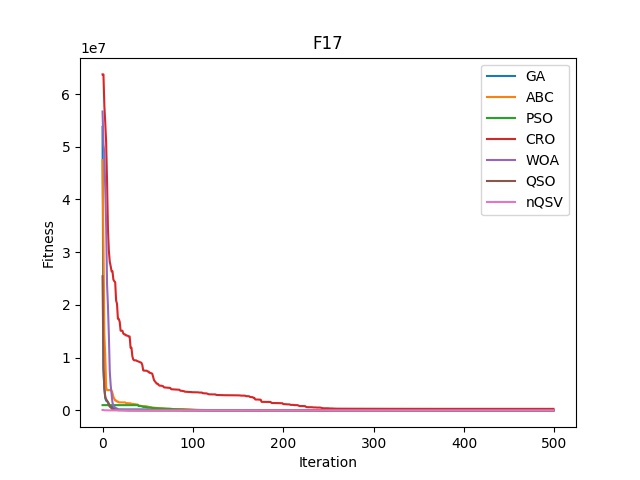 F17
1e7
6
5
4
3
2
1
0
Fitness
0
100
200
300
400
500
Iteration
GA
ABC
PSO
CRO
WOA
QSO
nQSV